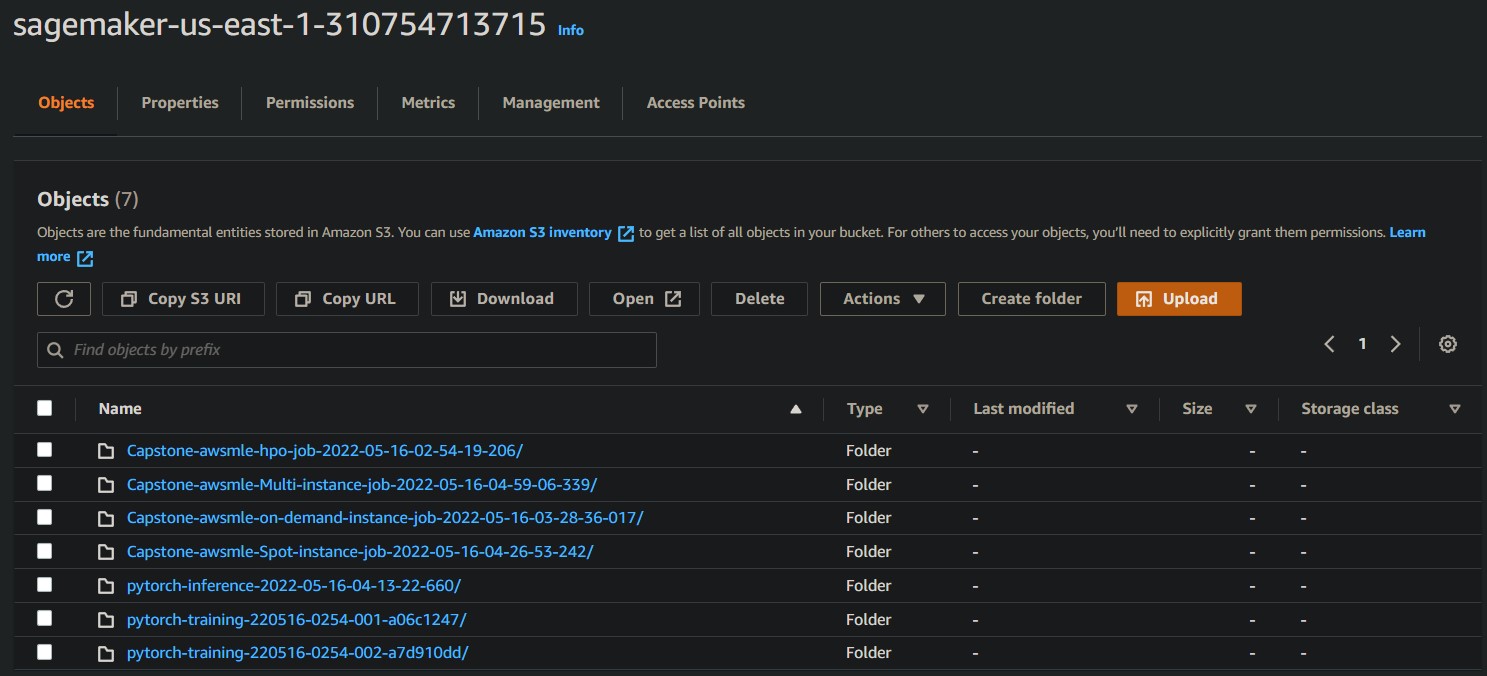 sagemaker-us-east-1-310754713715 Info
Objects Properties Permissions Metrics Management Access Points
Objects (7)
Objects are the fundamental entities stored in Amazon S3. You can use Amazon S3 inventory to get a list of all objects in your bucket. For others to access your objects, you'll need to explicitly grant them permissions. Learn
more
Copy S3 URI Copy URL Download Open Delete Actions Create folder Upload
Find objects by prefix
1
Name Type Last modified Size Storage class
Capstone-awsmle-hpo-job-2022-05-16-02-54-19-206/ Folder - - -
Capstone-awsmle-Multi-instance-job-2022-05-16-04-59-06-339/ Folder - - -
Capstone-awsmle-on-demand-instance-job-2022-05-16-03-28-36-017/ Folder - - -
Capstone-awsmle-Spot-instance-job-2022-05-16-04-26-53-242/ Folder - - -
pytorch-inference-2022-05-16-04-13-22-660/ Folder - - -
pytorch-training-220516-0254-001-a06c1247/ Folder - - -
pytorch-training-220516-0254-002-a7d910dd/ Folder - - -